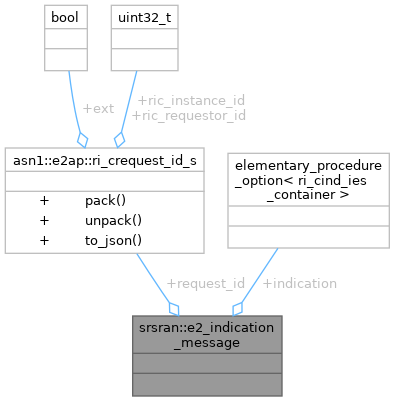 bool
uint32_t
+ext
+ric_instance_id
+ric_requestor_id
asn1::e2ap::ri_crequest_id_s
+ pack()
+ unpack()
+ to_json()
elementary_procedure
_option< ri_cind_ies
_container >
+request_id
+indication
srsran::e2_indication
_message